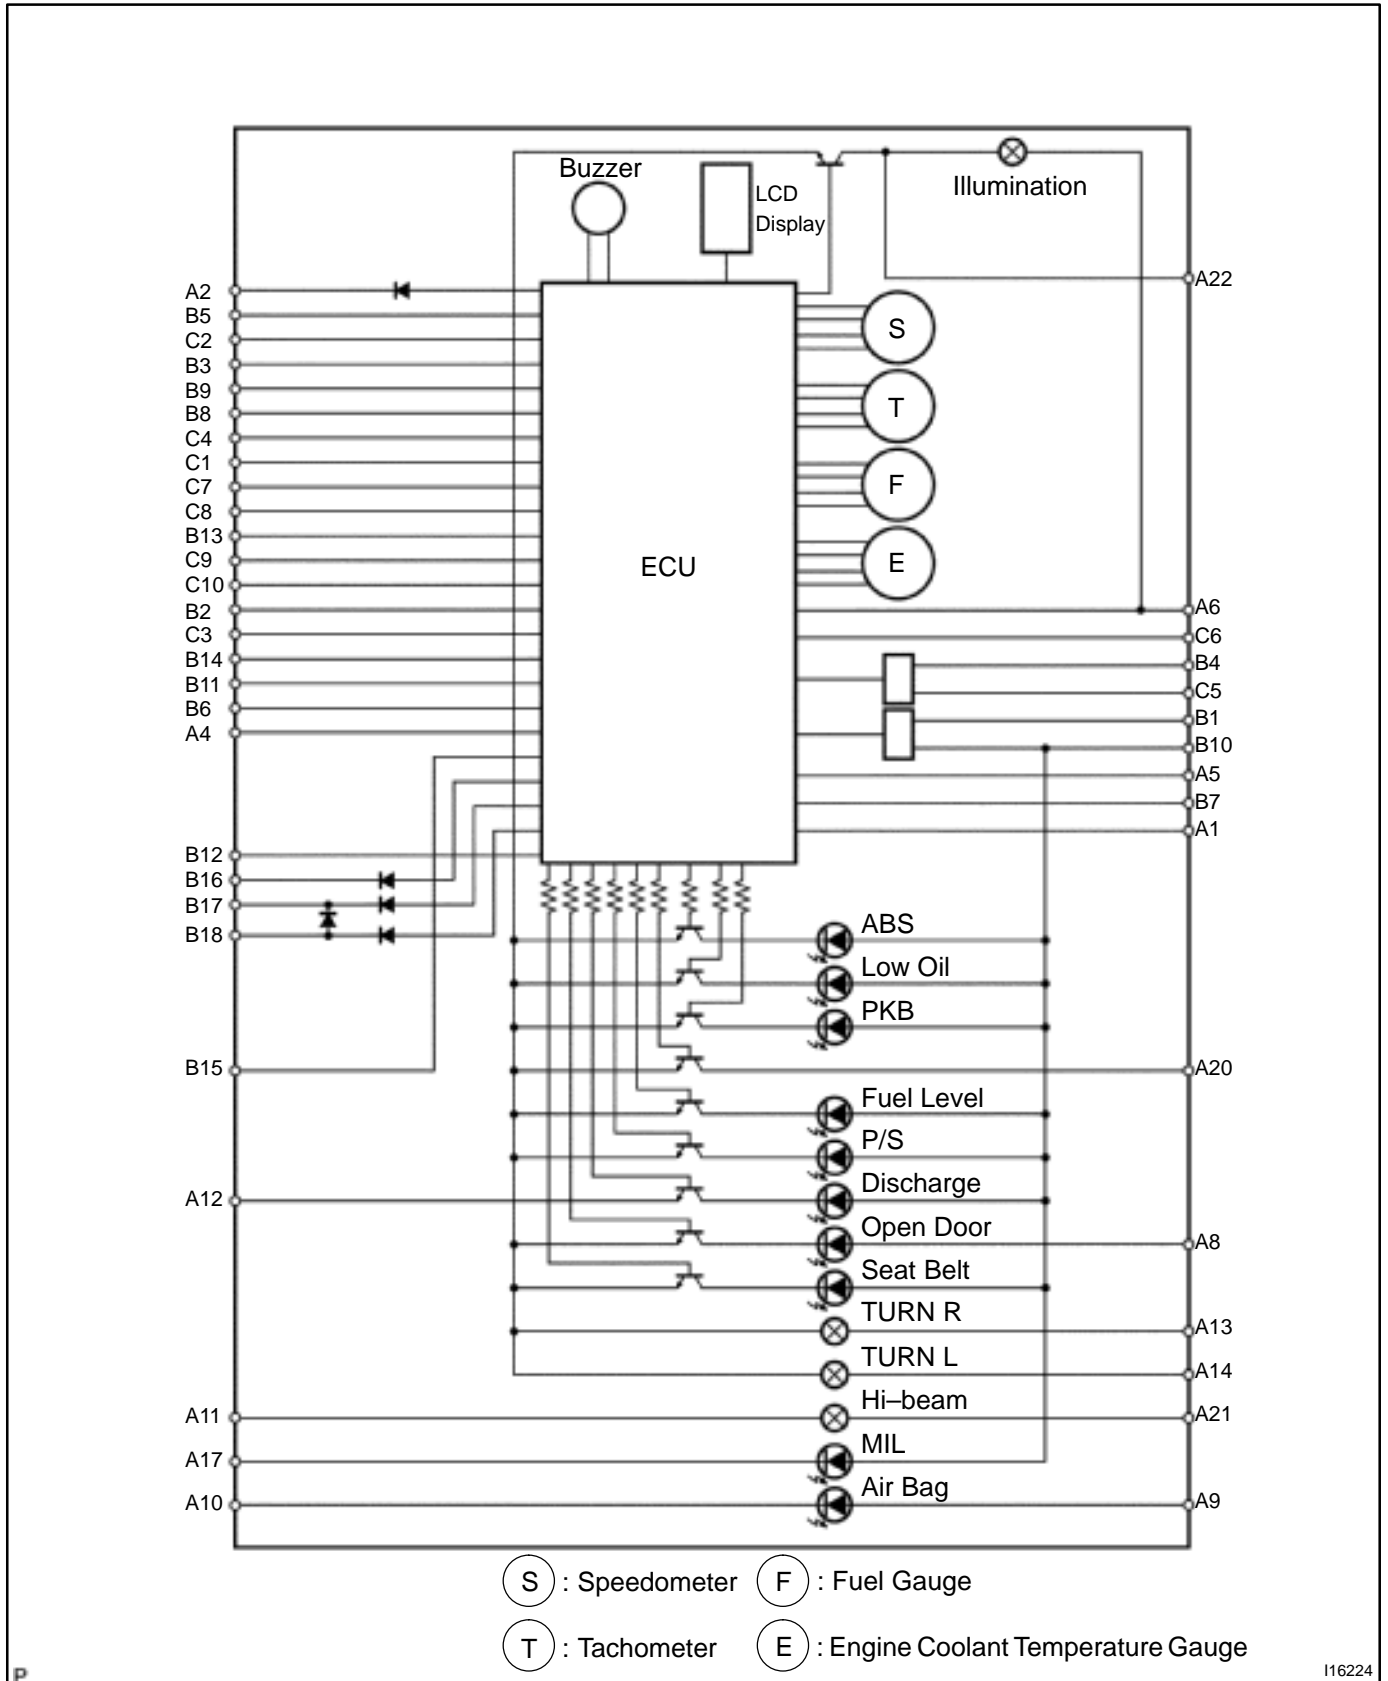 Buzzer
LCD
Display
Illumination
A2
B5
C2
B3
B9
B8
C4
C1
C7
C8
B13
C9
C10
B2
C3
B14
B11
B6
A4
B12
B16
B17
B18
B15
A12
A11
A17
A10
ECU
S
T
F
E
A22
A6
C6
B4
C5
B1
B10
A5
B7
A1
ABS
Low Oil
PKB
A20
Fuel Level
P/S
Discharge
Open Door
A8
Seat Belt
TURN R
A13
TURN L
A14
Hi–beam
A21
MIL
Air Bag
A9
S : Speedometer F : Fuel Gauge
T : Tachometer E : Engine Coolant Temperature Gauge
P
I16224